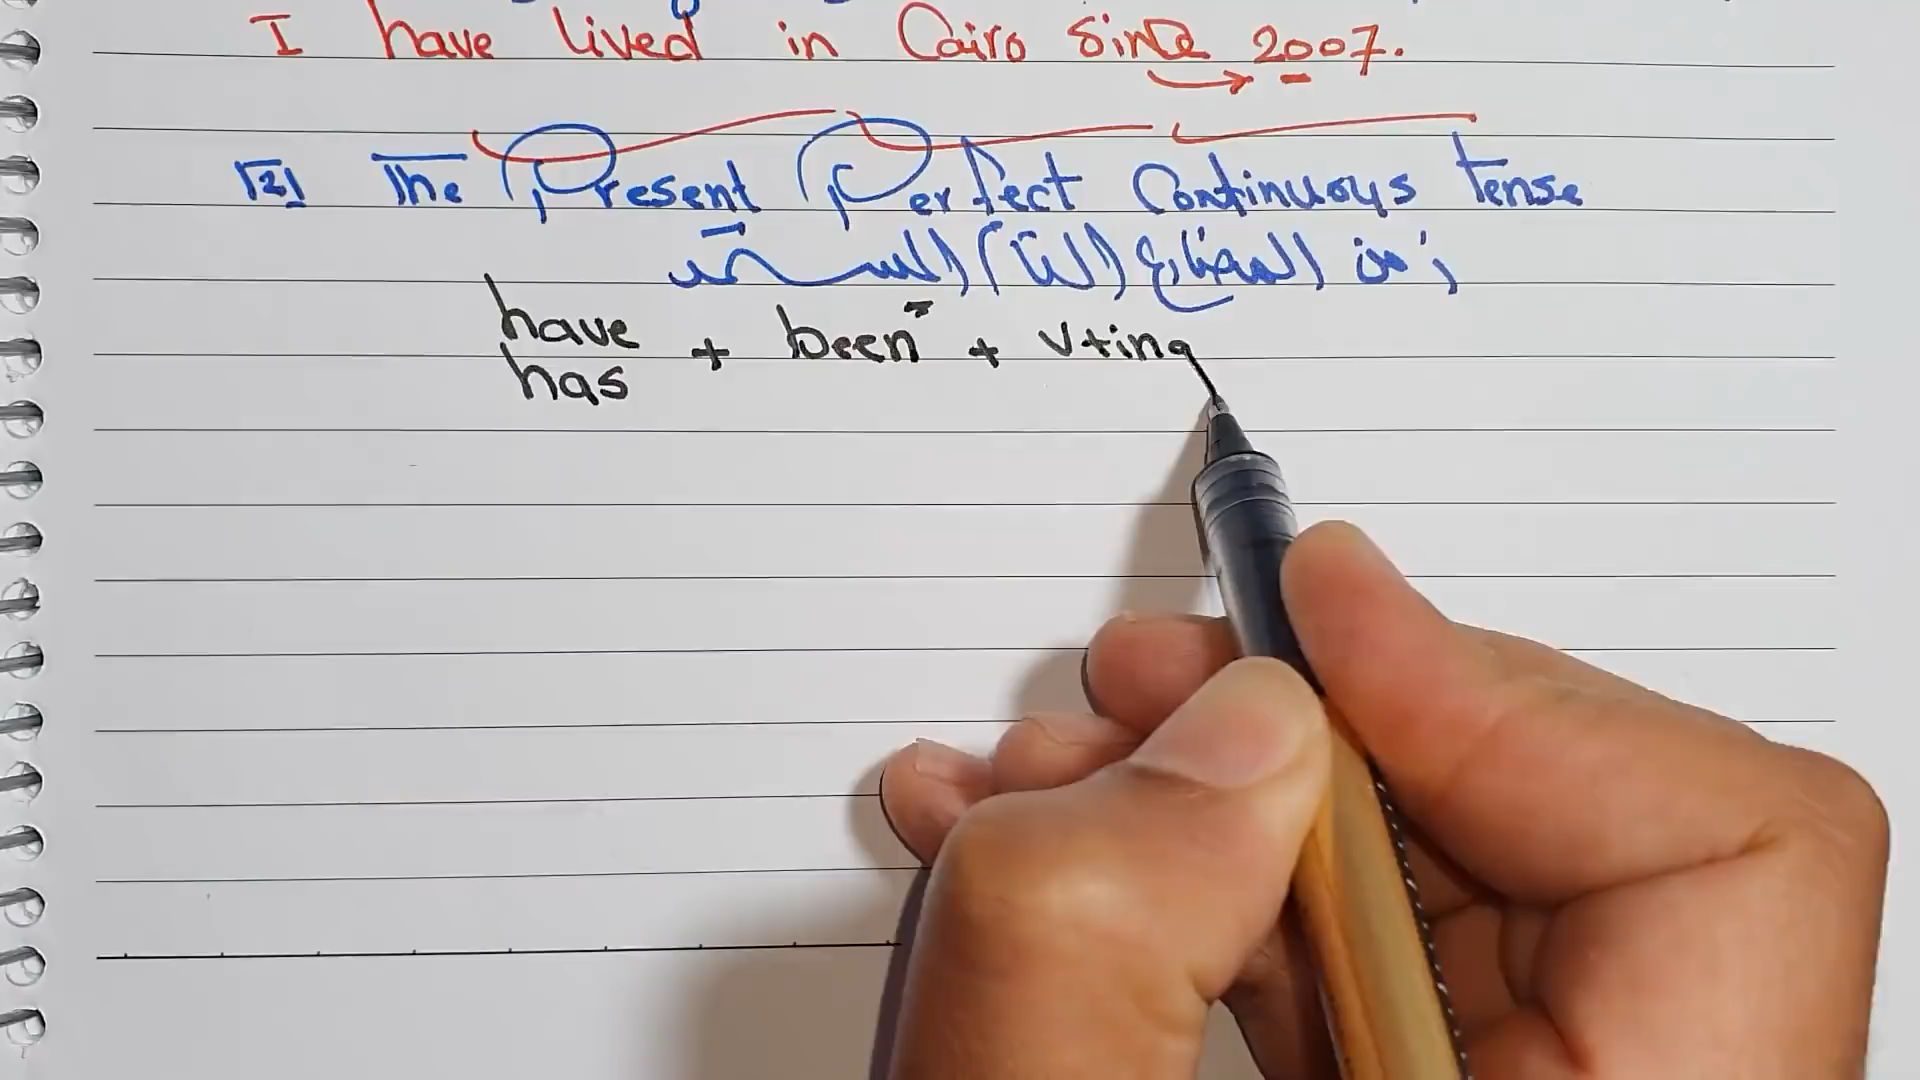 I have lived in Cairo since 2007.
[2] The Present Perfect Continuous tense
زمن المضارع (التام) المستمر
have
has + been + v+ing